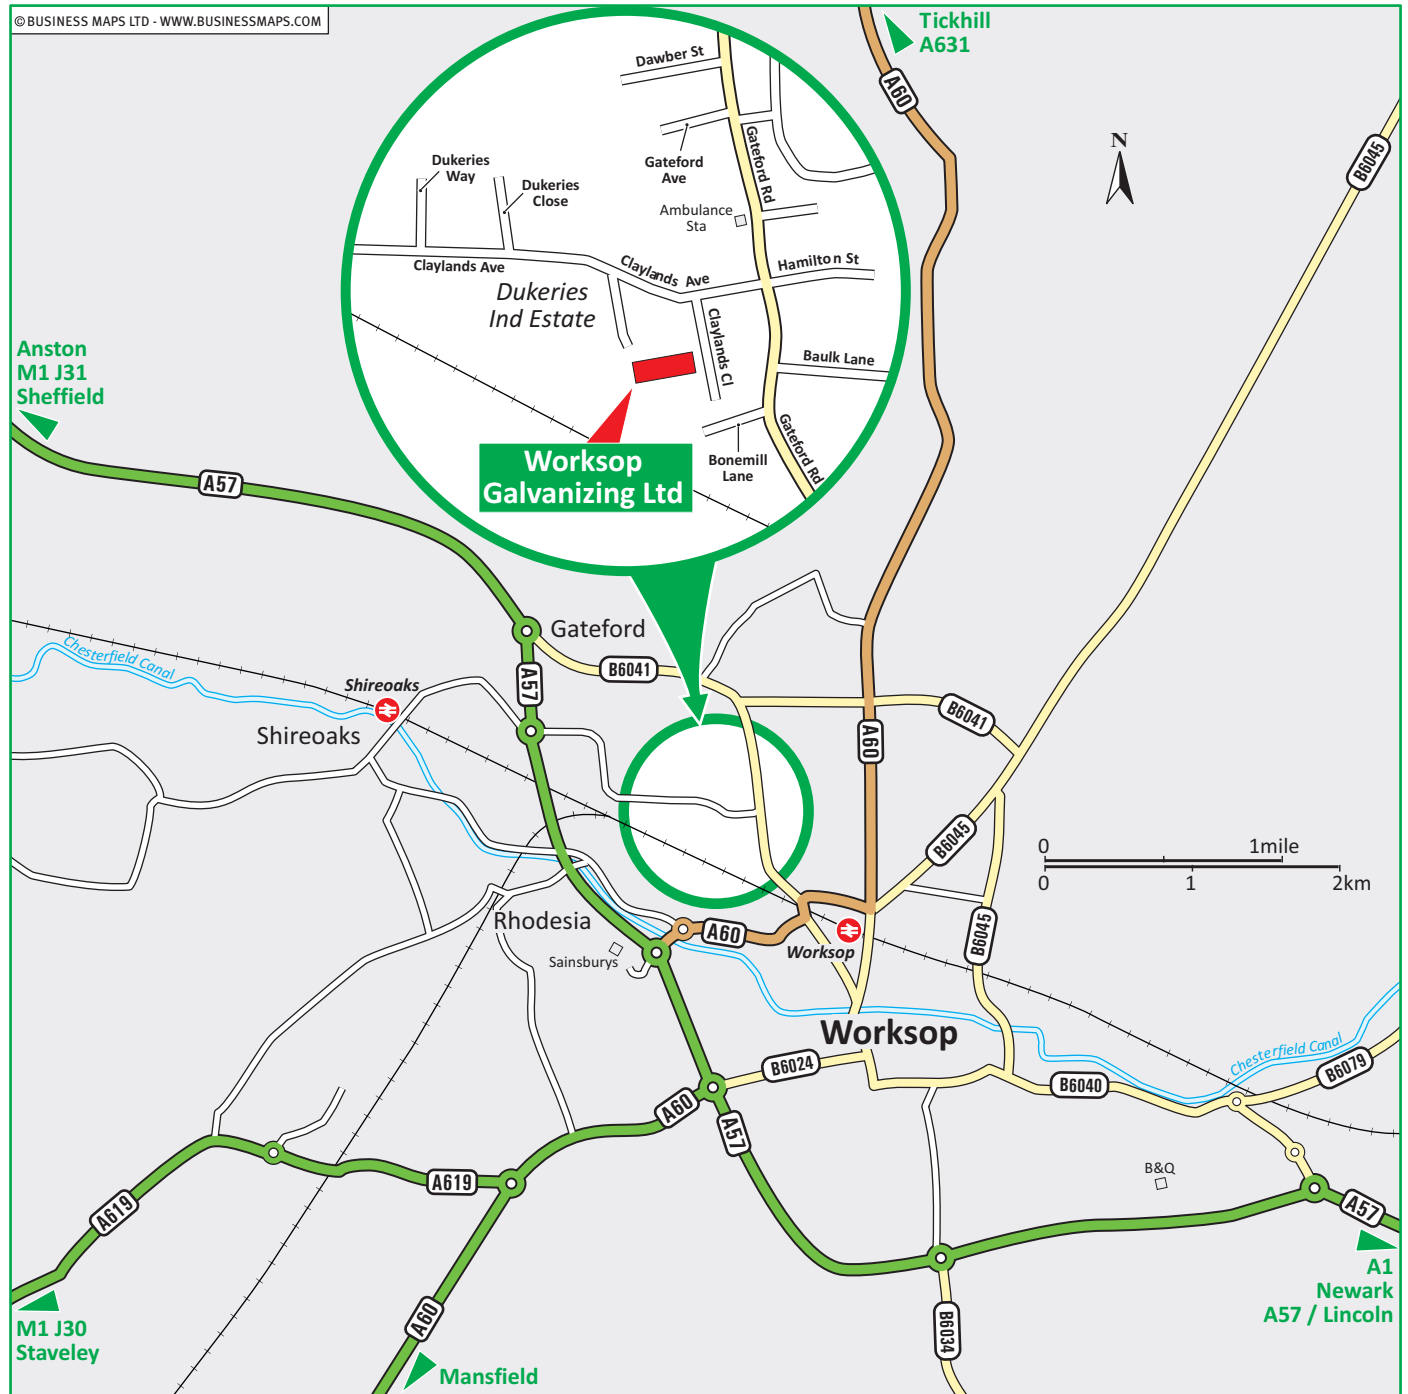 © BUSINESS MAPS LTD - WWW.BUSINESSMAPS.COM
Tickhill
A631
A60
B6045
N
Dawber St
Gateford Rd
Gateford
Ave
Dukeries
Way
Dukeries
Close
Ambulance
Sta
Claylands Ave
Claylands Ave
Hamilton St
Dukeries
Ind Estate
Claylands Cl
Baulk Lane
Gateford Rd
Bonemill
Lane
Worksop
Galvanizing Ltd
Anston
M1 J31
Sheffield
A57
Gateford
B6041
A57
Chesterfield Canal
Shireoaks
Shireoaks
B6041
A60
B6045
0
1mile
0
1
2km
Rhodesia
Sainsburys
A60
Worksop
B6045
Worksop
B6024
B6040
Chesterfield Canal
B6079
A60
A57
A619
A619
B&Q
A57
A1
Newark
A57 / Lincoln
M1 J30
Staveley
A60
Mansfield
B6034